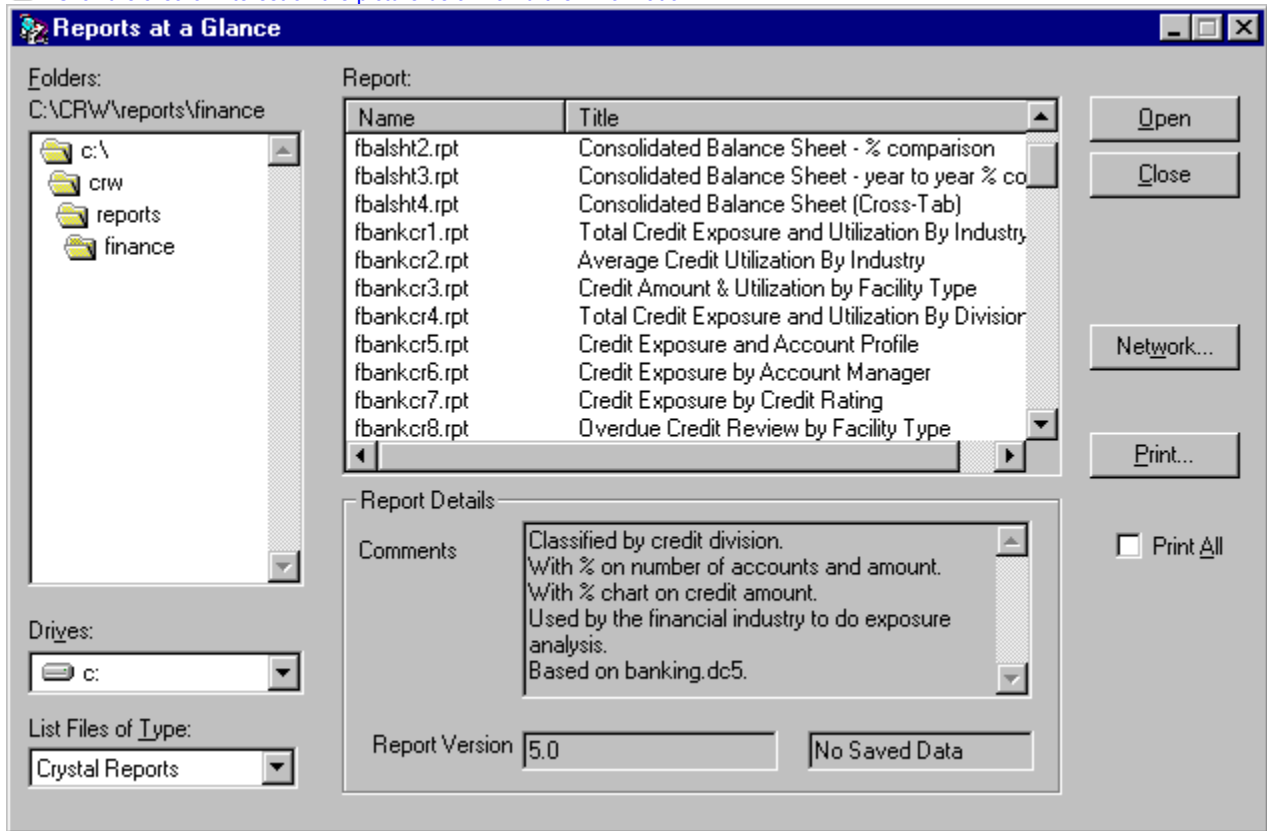 Reports at a Glance
Folders:
C:\CRW\reports\finance
c:\
crw
reports
finance
Drives:
c:
List Files of Type:
Crystal Reports
Report:
Name Title
fbalsht2.rpt Consolidated Balance Sheet - % comparison
fbalsht3.rpt Consolidated Balance Sheet - year to year % co
fbalsht4.rpt Consolidated Balance Sheet (Cross-Tab)
fbankcr1.rpt Total Credit Exposure and Utilization By Industry
fbankcr2.rpt Average Credit Utilization By Industry
fbankcr3.rpt Credit Amount & Utilization by Facility Type
fbankcr4.rpt Total Credit Exposure and Utilization By Division
fbankcr5.rpt Credit Exposure and Account Profile
fbankcr6.rpt Credit Exposure by Account Manager
fbankcr7.rpt Credit Exposure by Credit Rating
fbankcr8.rpt Overdue Credit Review by Facility Type
Report Details
Comments
Classified by credit division.
With % on number of accounts and amount.
With % chart on credit amount.
Used by the financial industry to do exposure
analysis.
Based on banking.dc5.
Report Version 5.0 No Saved Data
Open
Close
Network...
Print...
Print All